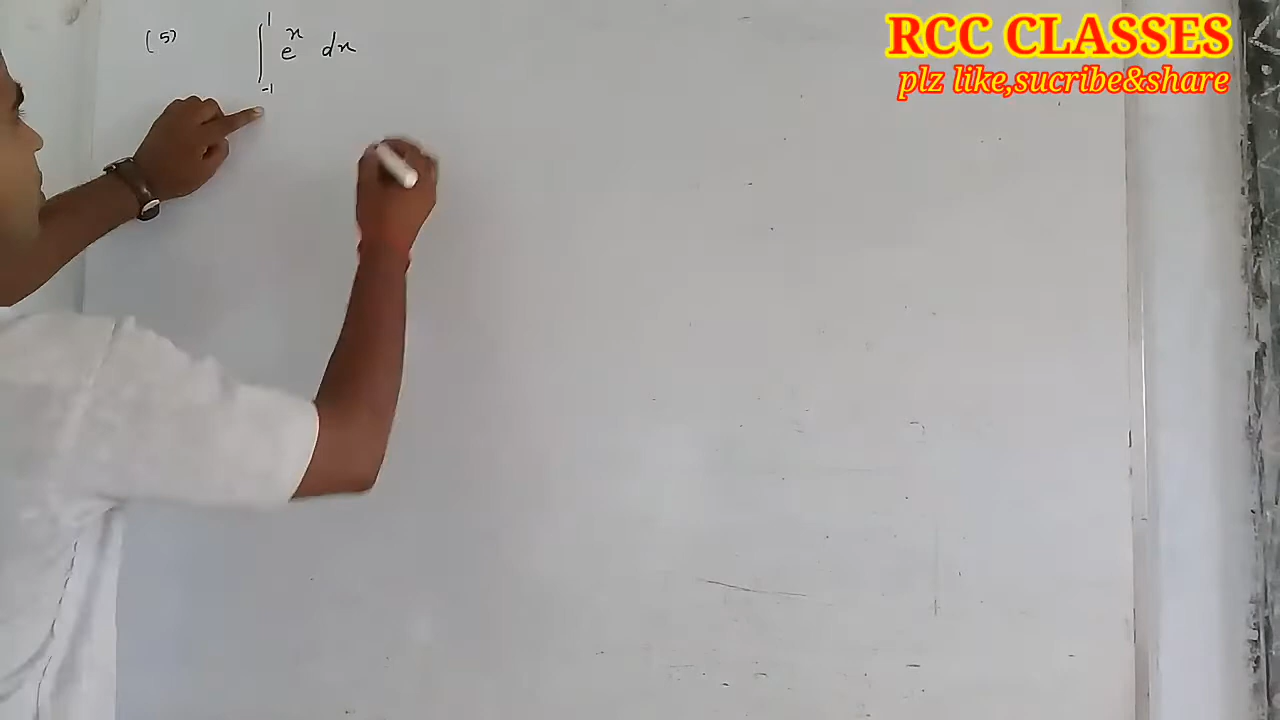 (5) ∫₋₁¹ eˣ dx
RCC CLASSES
plz like,sucribe&share